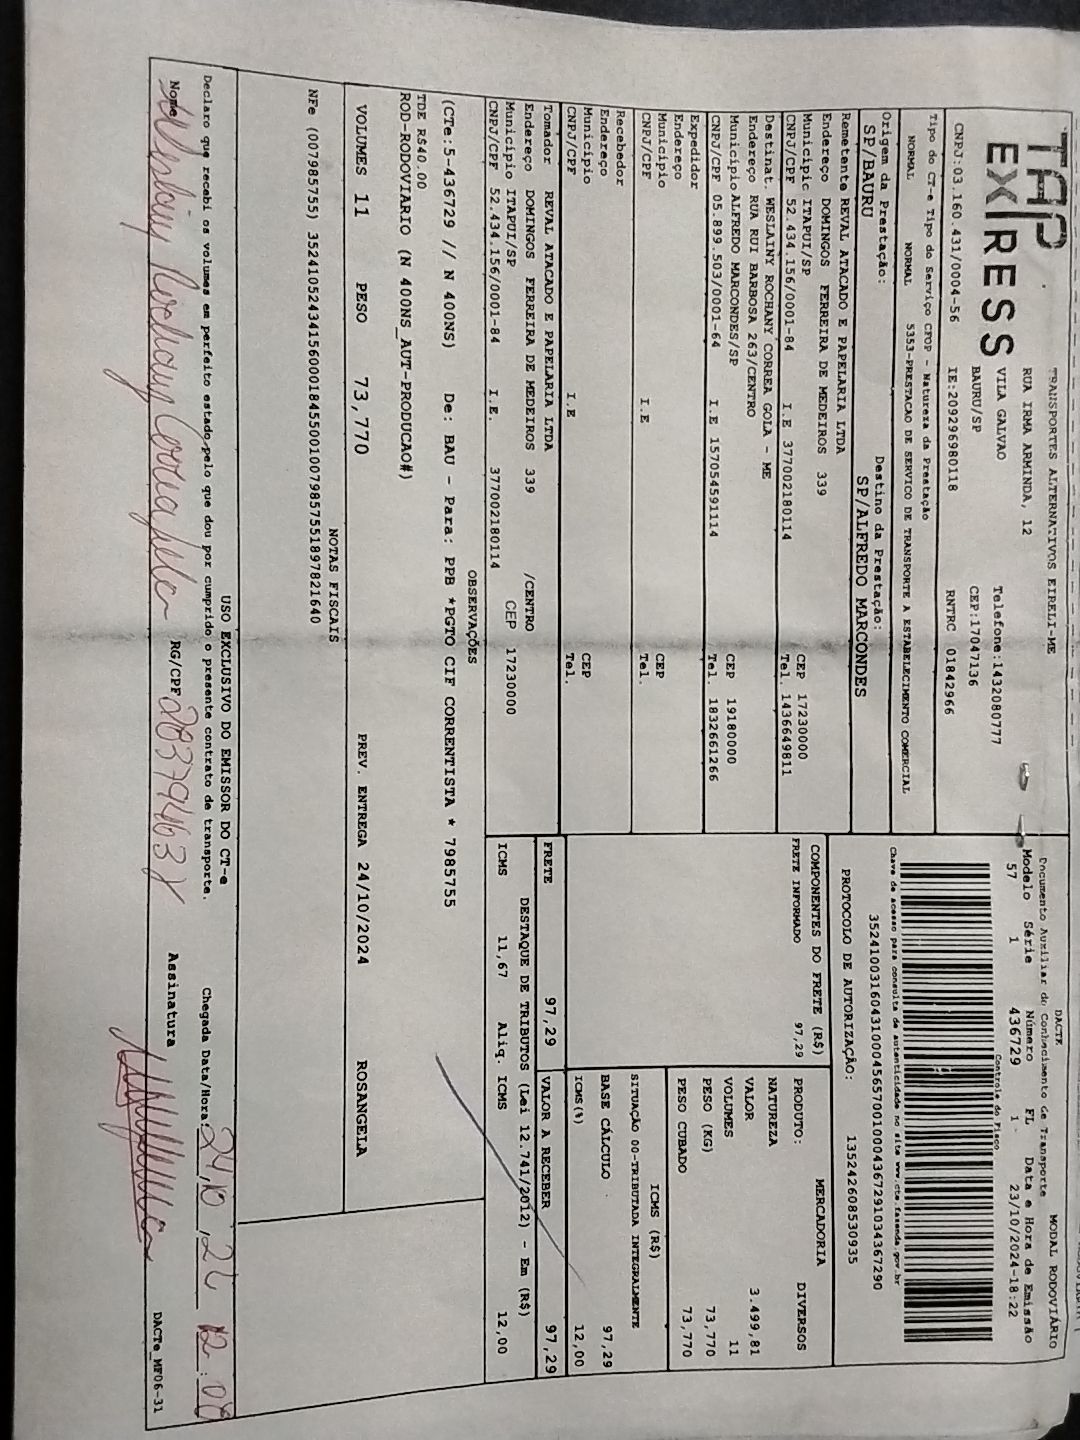 TAP
EXPRESS
TRANSPORTES ALTERNATIVOS EIRELI-ME
RUA IRMA ARMINDA, 12
VILA GALVAO
BAURU/SP
Telefone:1432080777
CEP:17047136
CNPJ:03.160.431/0004-56 IE:209296980118 RNTRC 01842966
Tipo do CT-e Tipo do Serviço CFOP - Natureza da Prestação
NORMAL NORMAL 5353-PRESTACAO DE SERVICO DE TRANSPORTE A ESTABELECIMENTO COMERCIAL
Origem da Prestação: Destino da Prestação:
SP/BAURU SP/ALFREDO MARCONDES
Remetente REVAL ATACADO E PAPELARIA LTDA
Endereço DOMINGOS FERREIRA DE MEDEIROS 339
Municipio ITAPUI/SP CEP 17230000
CNPJ/CPF 52.434.156/0001-84 I.E 377002180114 Tel. 1436649811
Destinat. WESLAINY ROCHANY CORREA GOLA - ME
Endereço RUA RUI BARBOSA 263/CENTRO
Municipio ALFREDO MARCONDES/SP CEP 19180000
CNPJ/CPF 05.899.503/0001-64 I.E 157054591114 Tel. 1832661266
Expedidor
Endereço
Municipio CEP
CNPJ/CPF I.E Tel.
Recebedor
Endereço
Municipio CEP
CNPJ/CPF I.E Tel.
Tomador REVAL ATACADO E PAPELARIA LTDA
Endereço DOMINGOS FERREIRA DE MEDEIROS 339 /CENTRO
Municipio ITAPUI/SP CEP 17230000
CNPJ/CPF 52.434.156/0001-84 I.E. 377002180114
DACTE MODAL RODOVIÁRIO
Documento Auxiliar do Conhecimento de Transporte
Modelo Série Número FL Data e Hora de Emissão
57 1 436729 1 23/10/2024-18:22
Controle do Fisco
Chave de acesso para consulta de autenticidade no site www.cte.fazenda.gov.br
35241003160431000456570010004367291034367290
PROTOCOLO DE AUTORIZAÇÃO: 135242608530935
COMPONENTES DO FRETE (R$)
FRETE INFORMADO 97,29
MERCADORIA
PRODUTO: DIVERSOS
NATUREZA
VALOR 3.499,81
VOLUMES 11
PESO (KG) 73,770
PESO CUBADO 73,770
ICMS (R$)
SITUAÇÃO 00-TRIBUTADA INTEGRALMENTE
BASE CÁLCULO 97,29
ICMS(%) 12,00
FRETE 97,29 VALOR A RECEBER 97,29
DESTAQUE DE TRIBUTOS (Lei 12.741/2012) - Em (R$)
ICMS 11,67 Aliq. ICMS 12,00
OBSERVAÇÕES
(CTe:5-436729 // N 400NS) De: BAU - Para: PPB *PGTO CIF CORRENTISTA * 7985755
TDE R$40.00
ROD-RODOVIARIO (N 400NS_AUT-PRODUCAO#)
VOLUMES 11 PESO 73,770 PREV. ENTREGA 24/10/2024 ROSANGELA
NOTAS FISCAIS
NFe (007985755) 35241052434156000184550010079857551897821640
USO EXCLUSIVO DO EMISSOR DO CT-e
Declaro que recebi os volumes em perfeito estado pelo que dou por cumprido o presente contrato de transporte. Chegada Data/Hora: 24,10,24 12:08
Nome RG/CPF Assinatura
DACTe_MF06-31